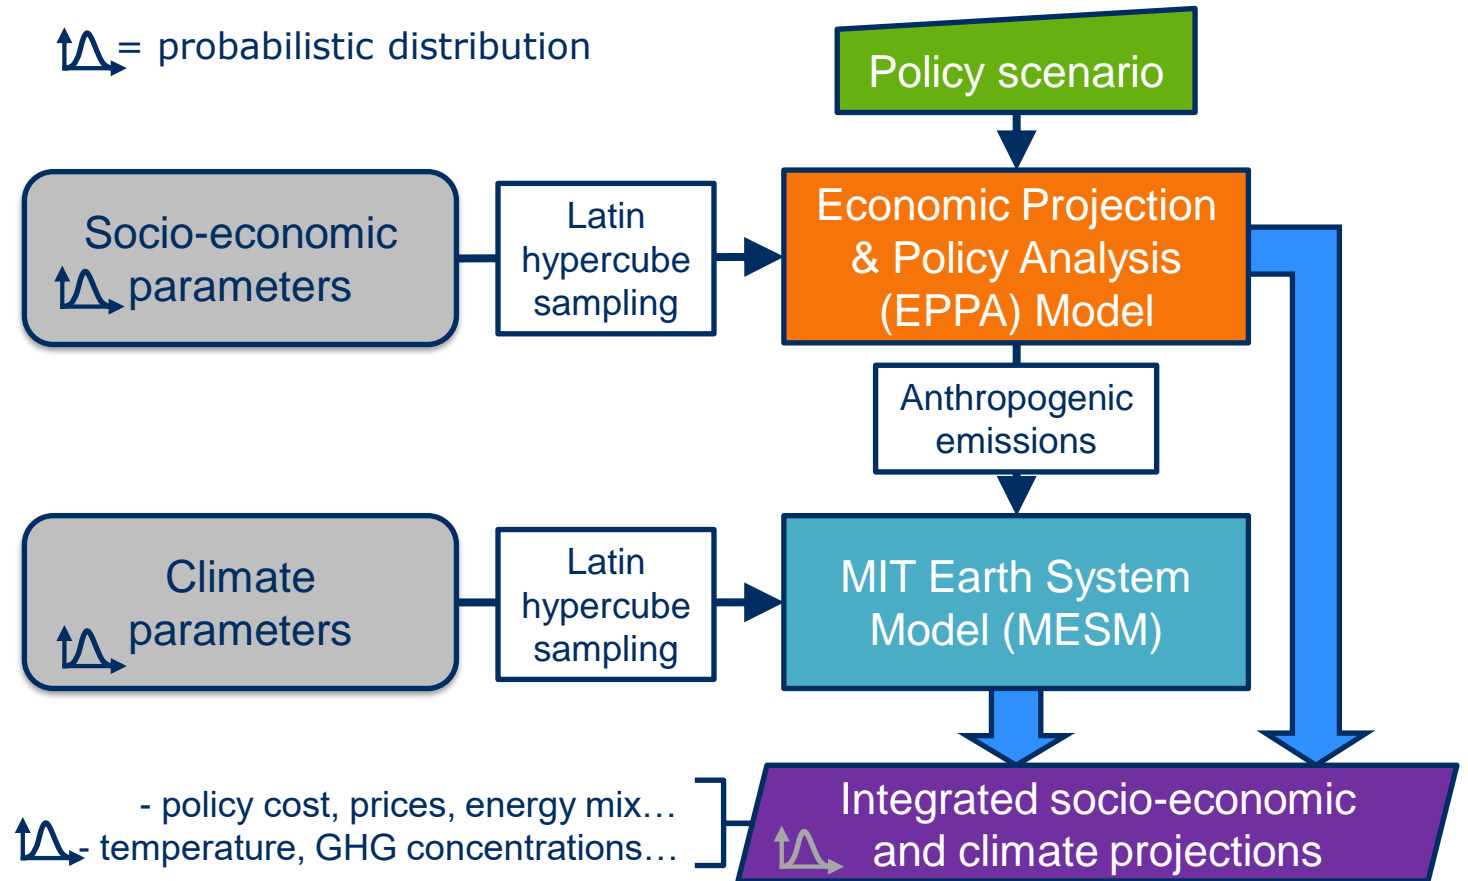 = probabilistic distribution
Policy scenario
Socio-economic
parameters
Latin
hypercube
sampling
Economic Projection
& Policy Analysis
(EPPA) Model
Anthropogenic
emissions
Climate
parameters
Latin
hypercube
sampling
MIT Earth System
Model (MESM)
- policy cost, prices, energy mix…
- temperature, GHG concentrations…
Integrated socio-economic
and climate projections